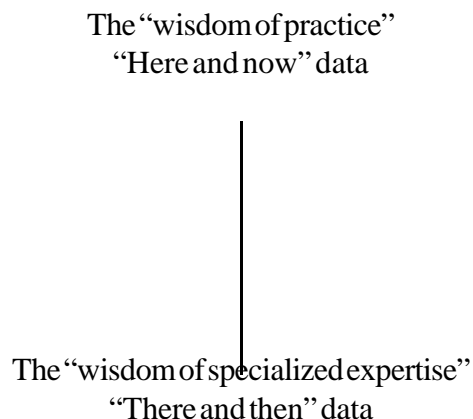 The “wisdom of practice”
“Here and now” data
The “wisdom of specialized expertise”
“There and then” data